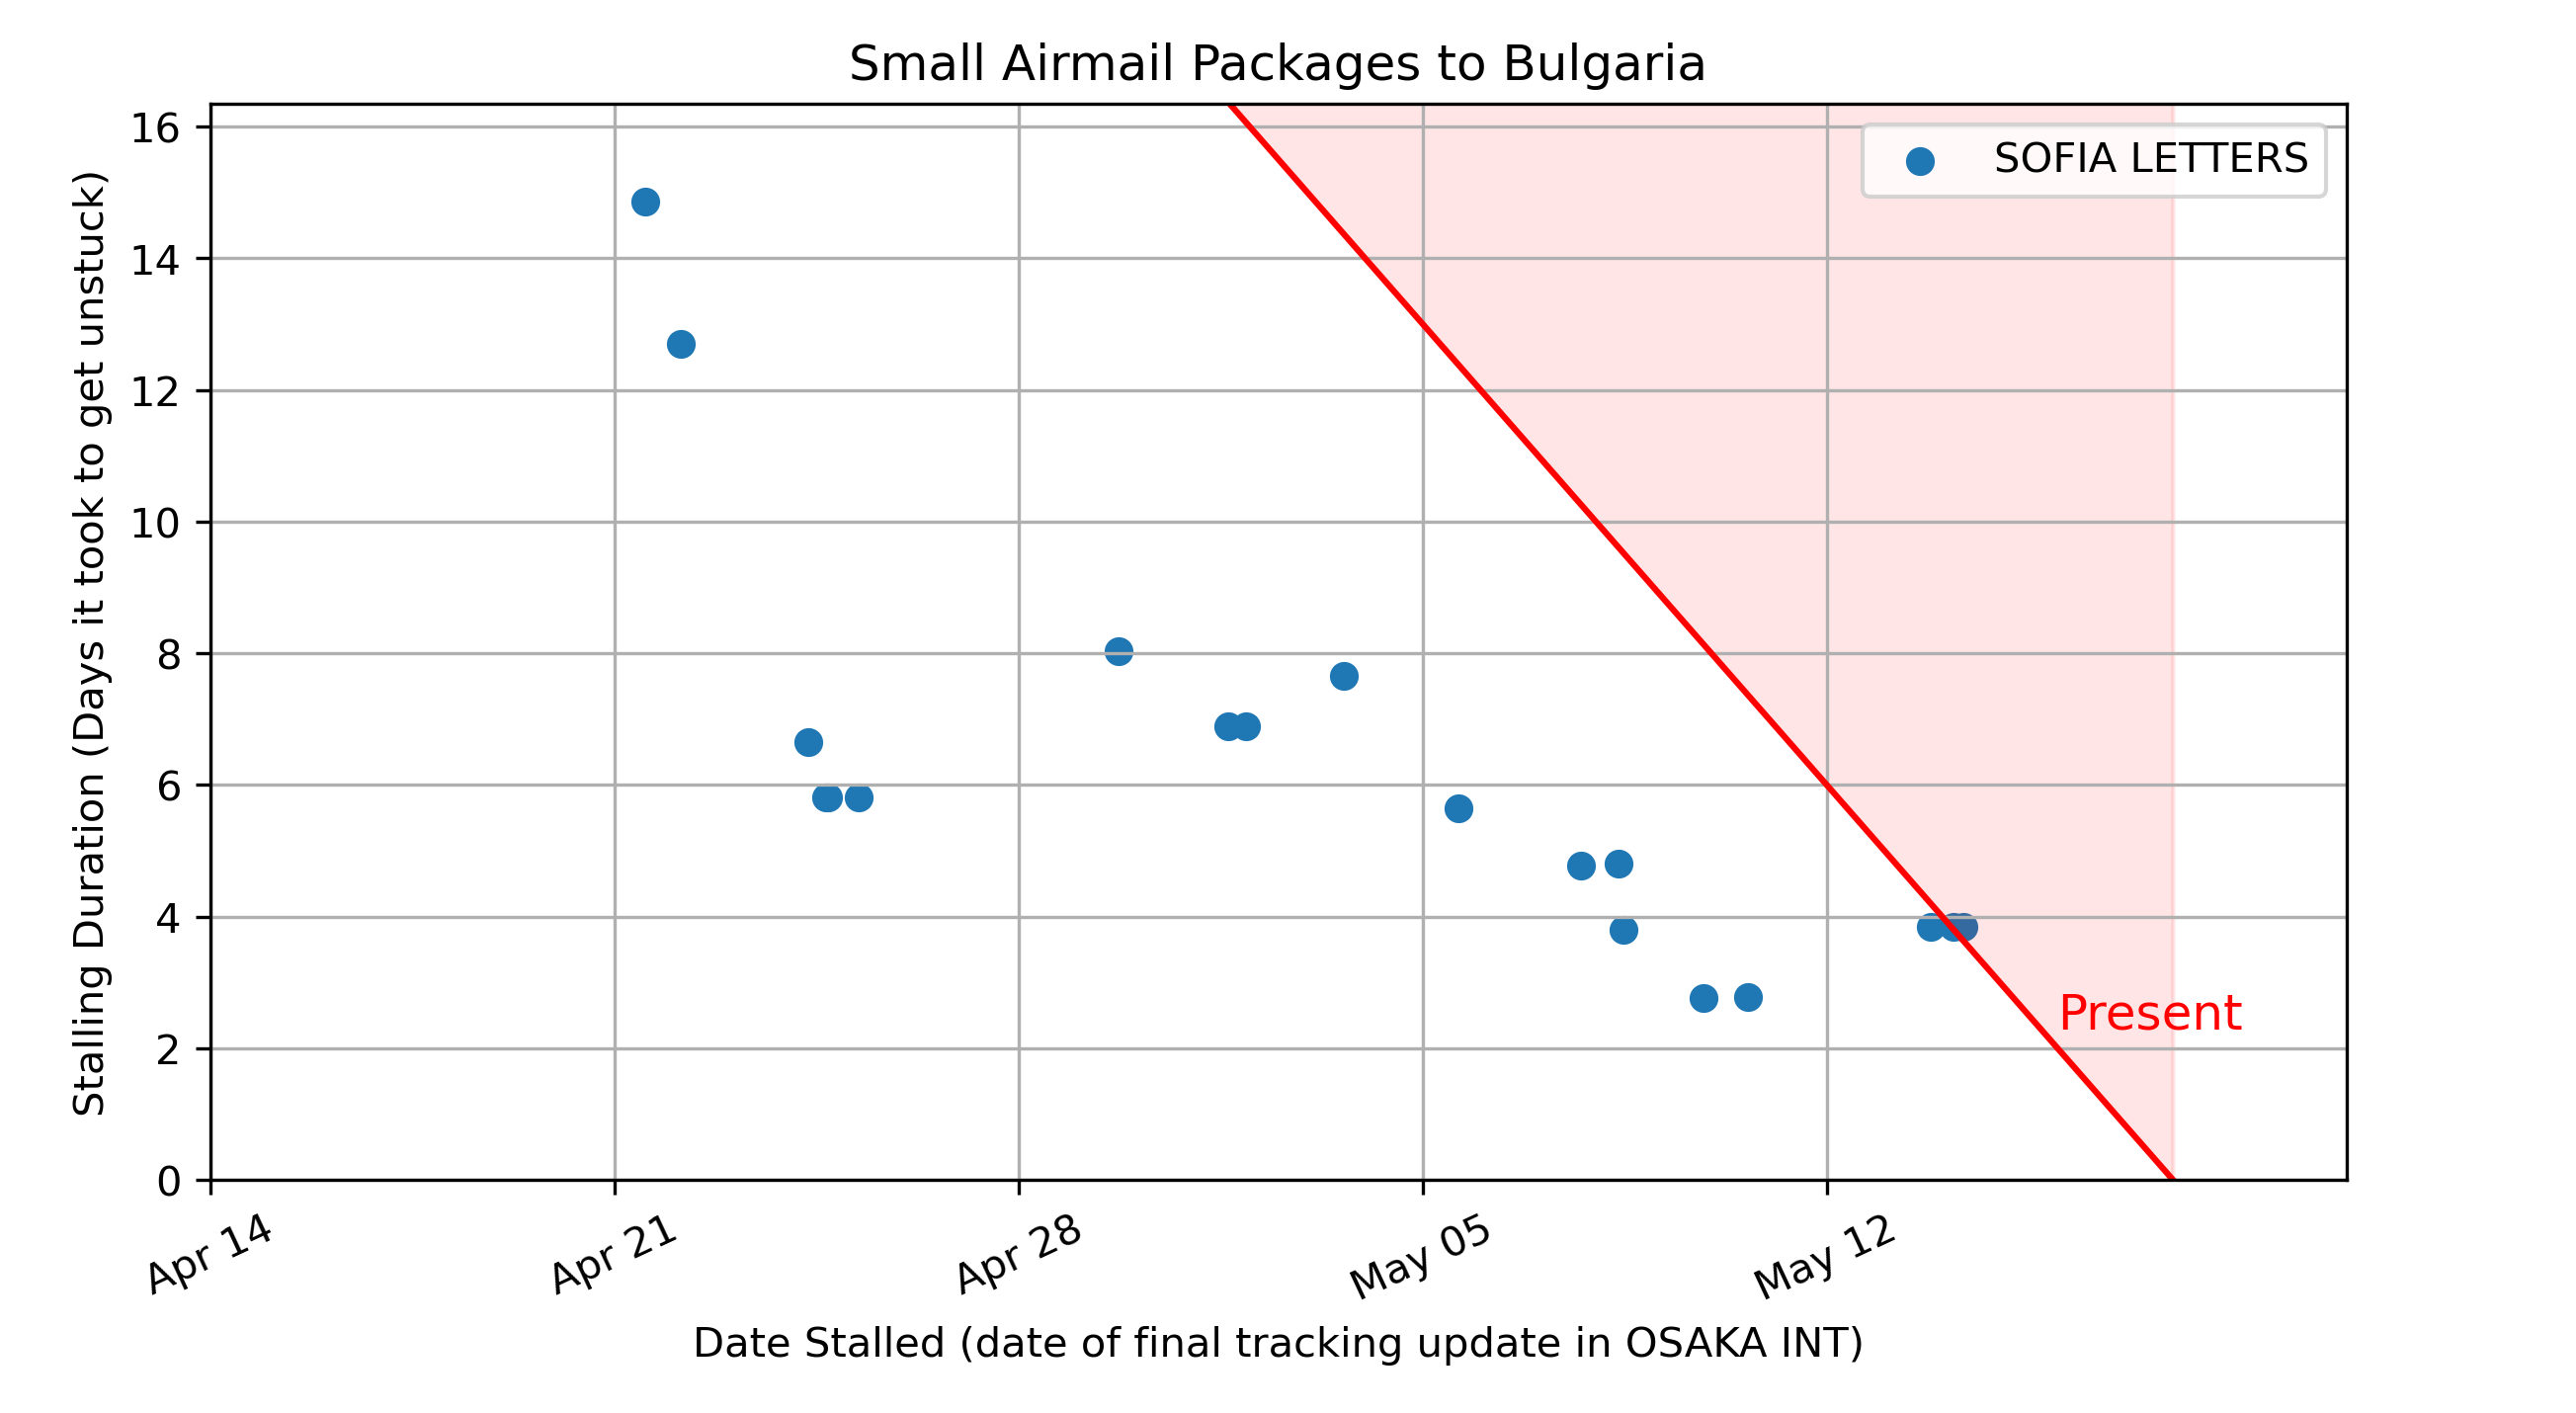 Small Airmail Packages to Bulgaria
Stalling Duration (Days it took to get unstuck)
16
14
12
10
8
6
4
2
0
SOFIA LETTERS
Present
Apr 14
Apr 21
Apr 28
May 05
May 12
Date Stalled (date of final tracking update in OSAKA INT)